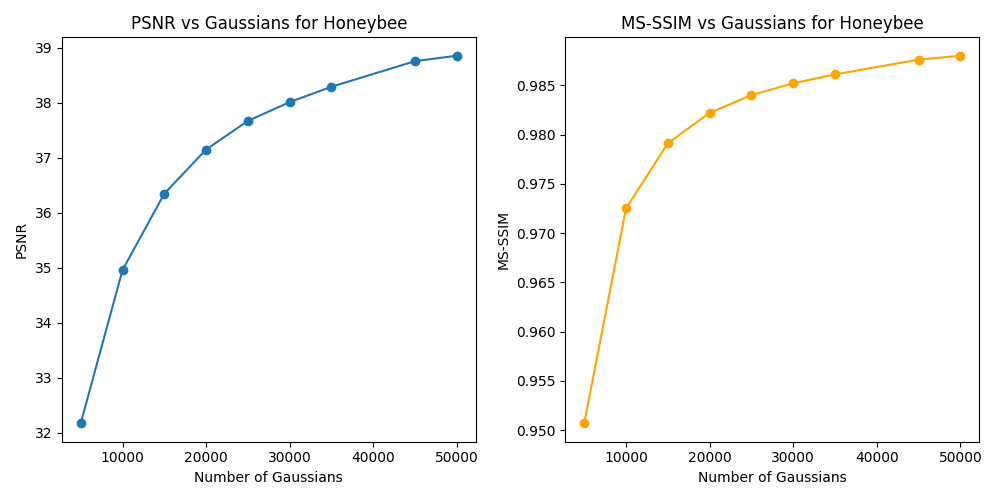 PSNR vs Gaussians for Honeybee
39
38
37
36
35
34
33
32
PSNR
10000 20000 30000 40000 50000
Number of Gaussians
MS-SSIM vs Gaussians for Honeybee
0.985
0.980
0.975
0.970
0.965
0.960
0.955
0.950
MS-SSIM
10000 20000 30000 40000 50000
Number of Gaussians